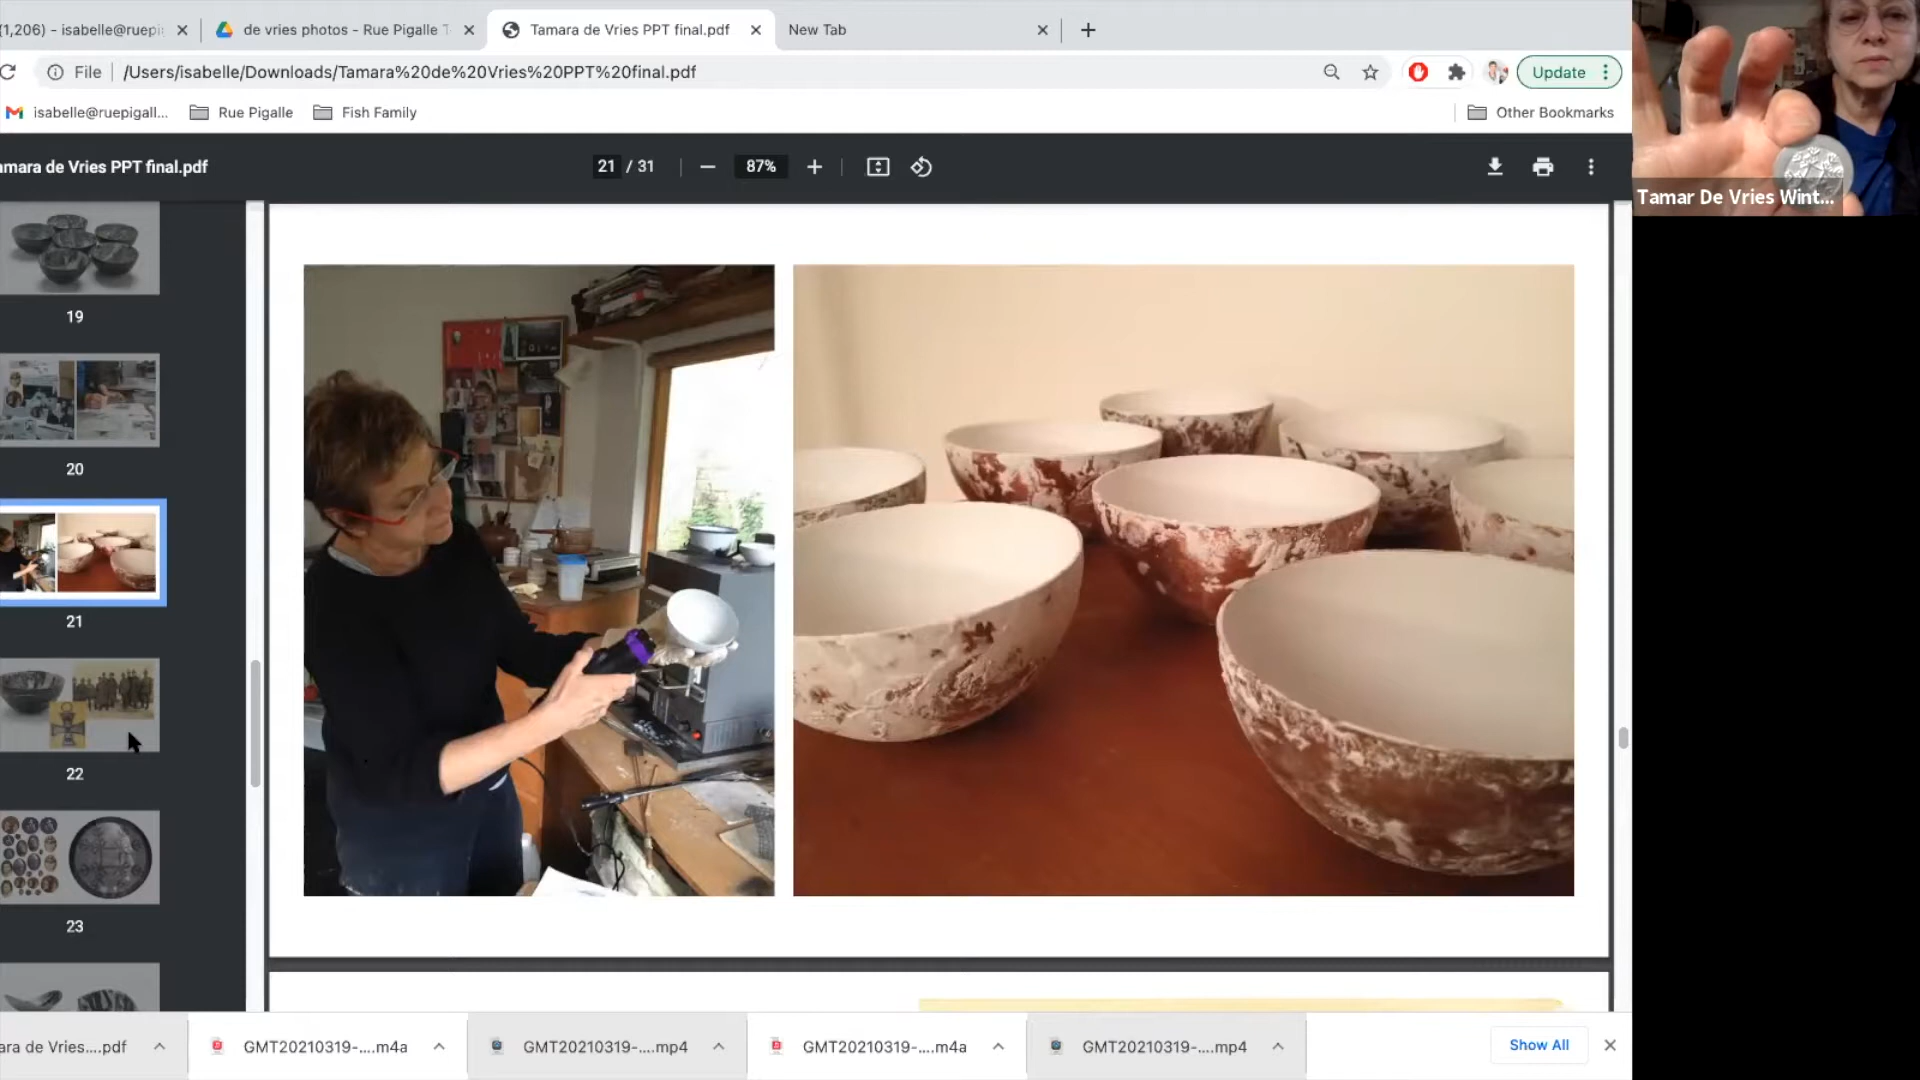 (1,206) - isabelle@ruepi
de vries photos - Rue Pigalle T
Tamara de Vries PPT final.pdf
New Tab
File
/Users/isabelle/Downloads/Tamara%20de%20Vries%20PPT%20final.pdf
Update
isabelle@ruepigall...
Rue Pigalle
Fish Family
Other Bookmarks
amara de Vries PPT final.pdf
21 / 31
87%
Tamar De Vries Wint...
19
20
21
22
23
ara de Vries....pdf
GMT20210319-....m4a
GMT20210319-....mp4
GMT20210319-....m4a
GMT20210319-....mp4
Show All